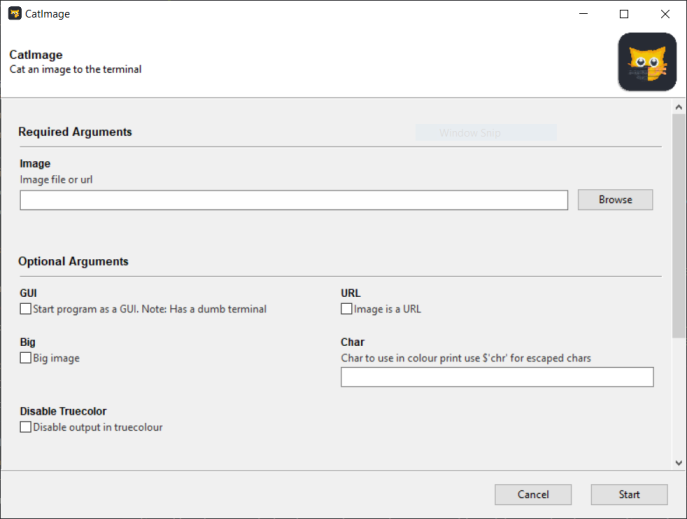 CatImage
CatImage
Cat an image to the terminal
Required Arguments
Window Snip
Image
Image file or url
Browse
Optional Arguments
GUI
Start program as a GUI. Note: Has a dumb terminal
URL
Image is a URL
Big
Big image
Char
Char to use in colour print use $'chr' for escaped chars
Disable Truecolor
Disable output in truecolour
Cancel
Start